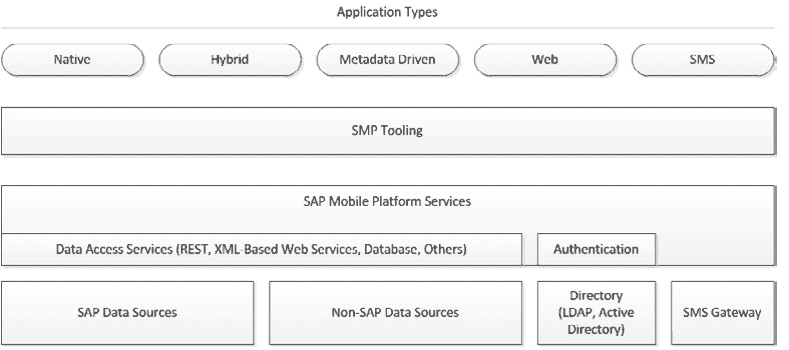 Application Types
Native
Hybrid
Metadata Driven
Web
SMS
SMP Tooling
SAP Mobile Platform Services
Data Access Services (REST, XML-Based Web Services, Database, Others)
Authentication
SAP Data Sources
Non-SAP Data Sources
Directory
(LDAP, Active
Directory)
SMS Gateway